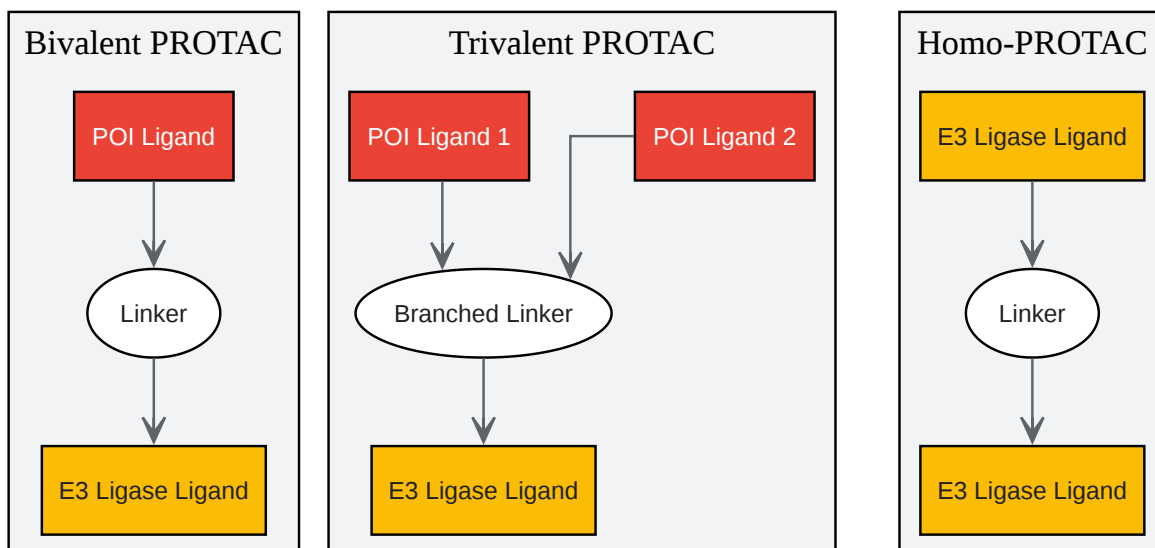 Bivalent PROTAC
POI Ligand
Linker
E3 Ligase Ligand
Trivalent PROTAC
POI Ligand 1
POI Ligand 2
Branched Linker
E3 Ligase Ligand
Homo-PROTAC
E3 Ligase Ligand
Linker
E3 Ligase Ligand